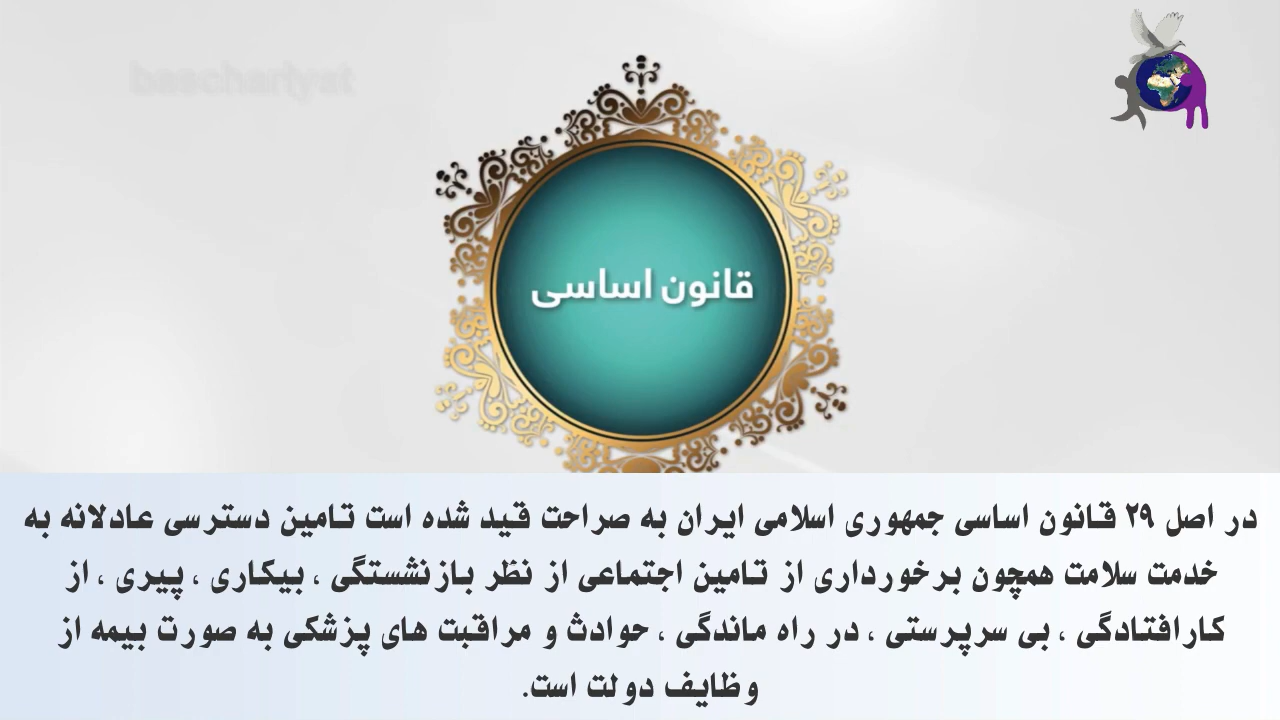 baschariyat
قانون اساسی
در اصل ۲۹ قانون اساسی جمهوری اسلامی ایران به صراحت قید شده است تامین دسترسی عادلانه به
خدمت سلامت همچون برخورداری از تامین اجتماعی از نظر بازنشستگی ، بیکاری ، پیری ، از
کارافتادگی ، بی سرپرستی ، در راه ماندگی ، حوادث و مراقبت های پزشکی به صورت بیمه از
وظایف دولت است.